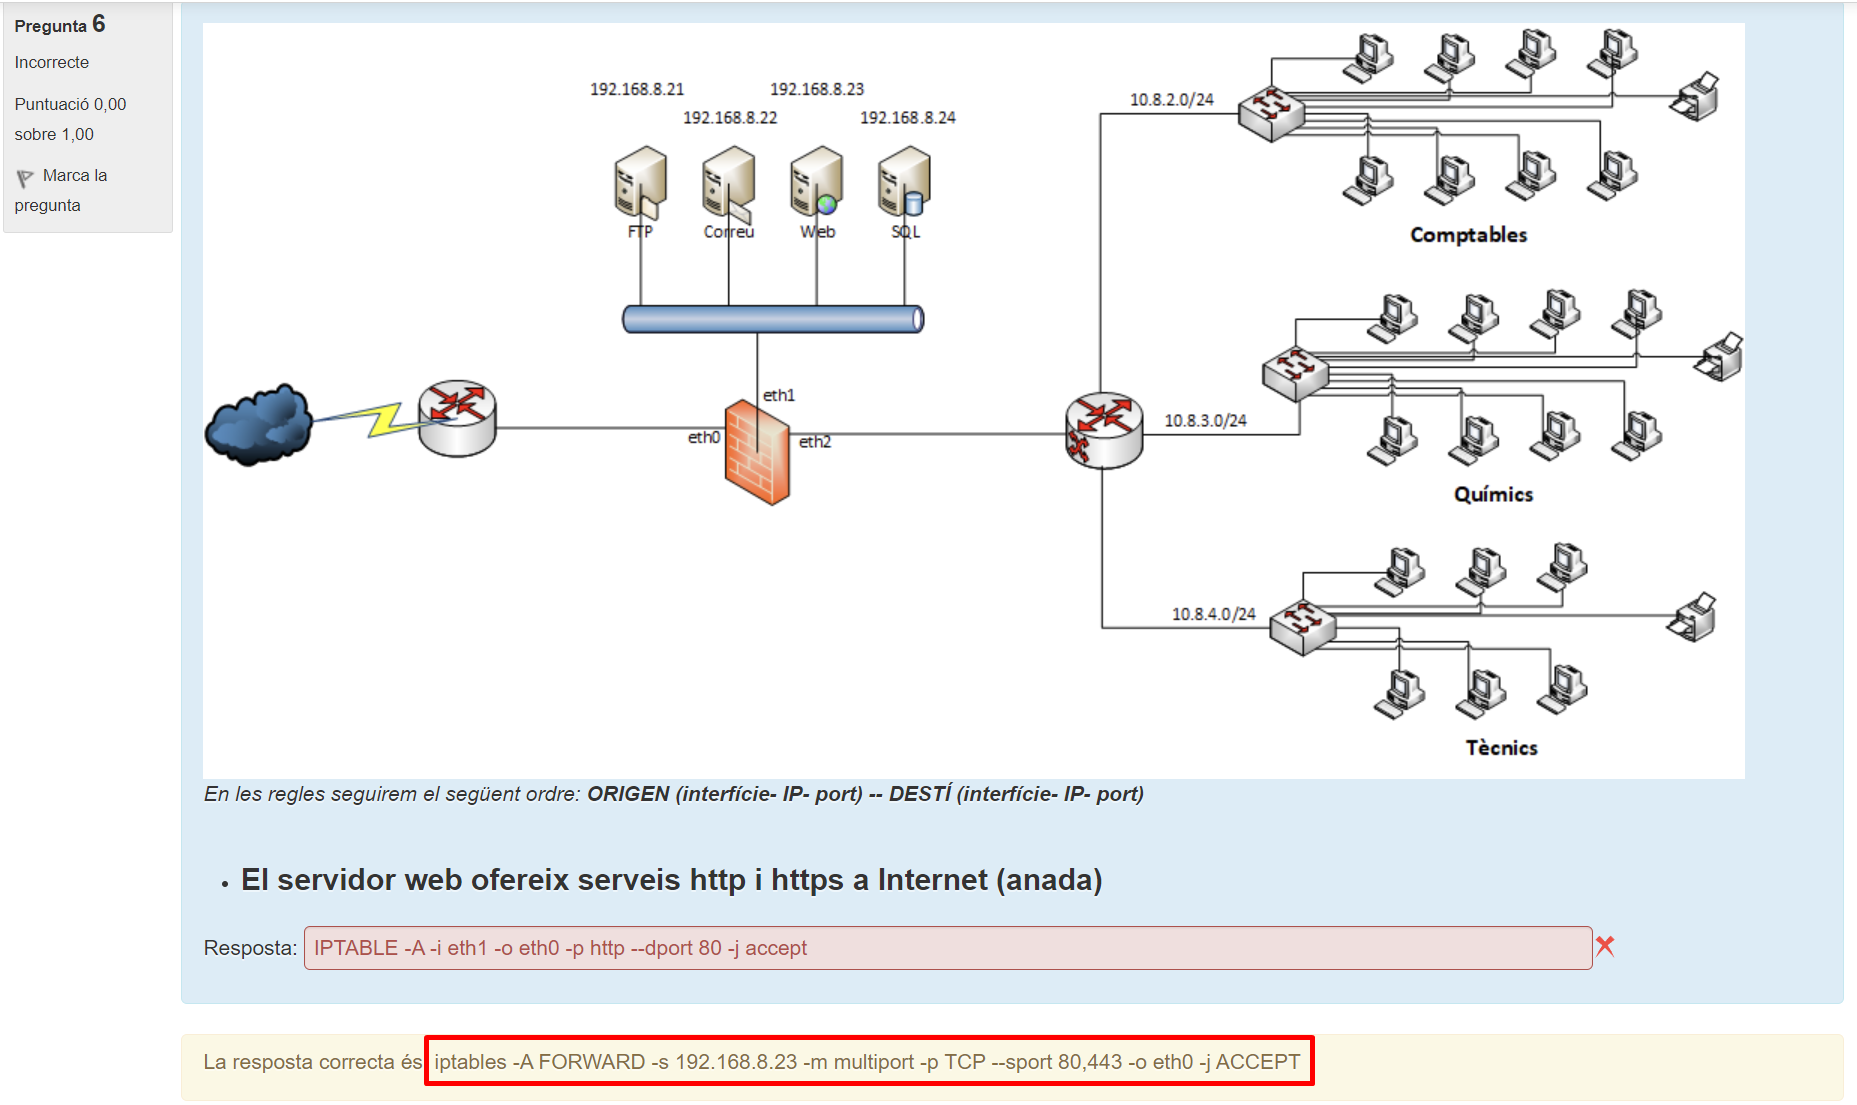 Pregunta 6
Incorrecte
Puntuació 0,00
sobre 1,00
Marca la
pregunta
192.168.8.21
192.168.8.23
192.168.8.22
192.168.8.24
FTP
Correu
Web
SQL
eth1
eth0
eth2
10.8.2.0/24
Comptables
10.8.3.0/24
Químics
10.8.4.0/24
Tècnics
En les regles seguirem el següent ordre: ORIGEN (interfície- IP- port) -- DESTÍ (interfície- IP- port)
• El servidor web ofereix serveis http i https a Internet (anada)
Resposta: IPTABLE -A -i eth1 -o eth0 -p http --dport 80 -j accept
La resposta correcta és iptables -A FORWARD -s 192.168.8.23 -m multiport -p TCP --sport 80,443 -o eth0 -j ACCEPT